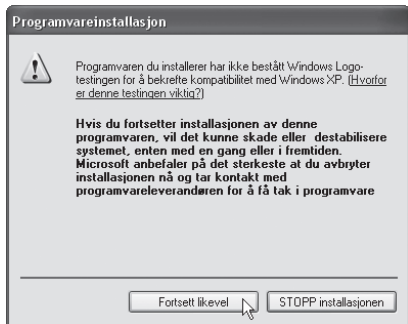 Programvareinstallasjon
Programvaren du installerer har ikke bestått Windows Logo-
testingen for å bekrefte kompatibilitet med Windows XP. (Hvorfor
er denne testingen viktig?)
Hvis du fortsetter installasjonen av denne
programvaren, vil det kunne skade eller destabilisere
systemet, enten med en gang eller i fremtiden.
Microsoft anbefaler på det sterkeste at du avbryter
installasjonen nå og tar kontakt med
programvareleverandøren for å få tak i programvare
Fortsett likevel
STOPP installasjonen